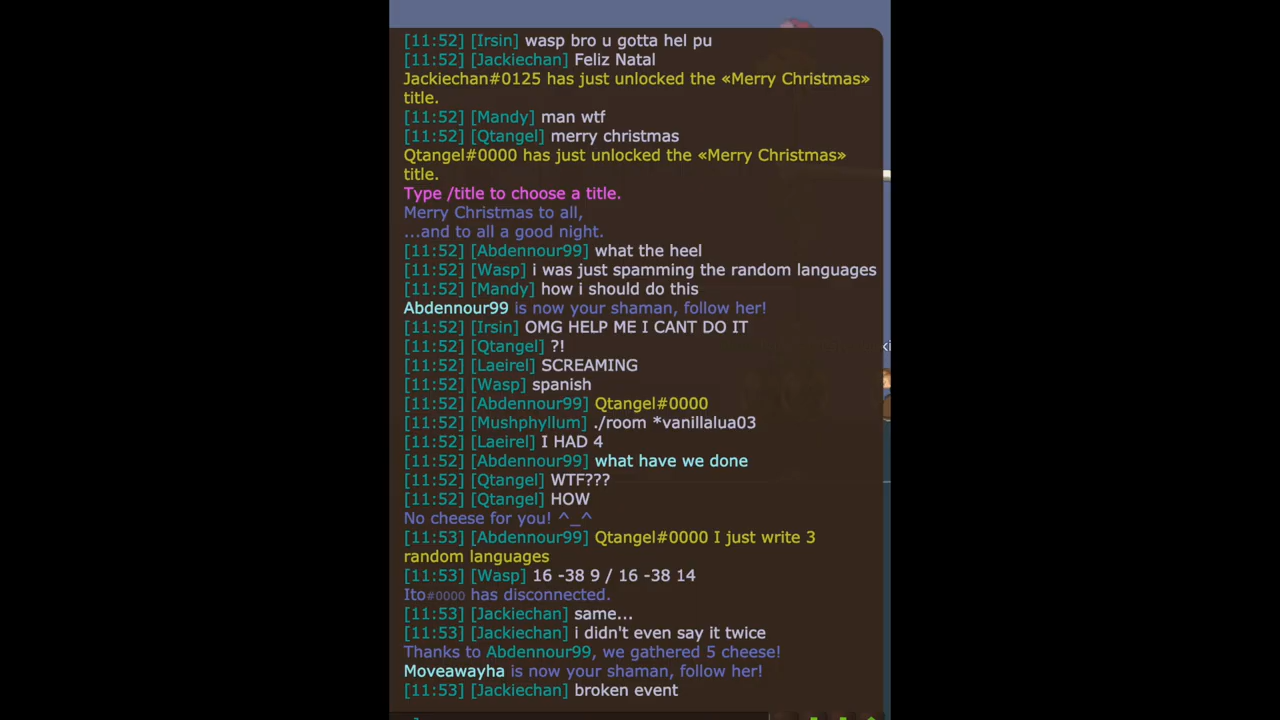 [11:52] [Irsin] wasp bro u gotta hel pu
[11:52] [Jackiechan] Feliz Natal
Jackiechan#0125 has just unlocked the «Merry Christmas»
title.
[11:52] [Mandy] man wtf
[11:52] [Qtangel] merry christmas
Qtangel#0000 has just unlocked the «Merry Christmas»
title.
Type /title to choose a title.
Merry Christmas to all,
...and to all a good night.
[11:52] [Abdennour99] what the heel
[11:52] [Wasp] i was just spamming the random languages
[11:52] [Mandy] how i should do this
Abdennour99 is now your shaman, follow her!
[11:52] [Irsin] OMG HELP ME I CANT DO IT
[11:52] [Qtangel] ?!
[11:52] [Laeirel] SCREAMING
[11:52] [Wasp] spanish
[11:52] [Abdennour99] Qtangel#0000
[11:52] [Mushphyllum] ./room *vanillalua03
[11:52] [Laeirel] I HAD 4
[11:52] [Abdennour99] what have we done
[11:52] [Qtangel] WTF???
[11:52] [Qtangel] HOW
No cheese for you! ^_^
[11:53] [Abdennour99] Qtangel#0000 I just write 3
random languages
[11:53] [Wasp] 16 -38 9 / 16 -38 14
Ito#0000 has disconnected.
[11:53] [Jackiechan] same...
[11:53] [Jackiechan] i didn't even say it twice
Thanks to Abdennour99, we gathered 5 cheese!
Moveawayha is now your shaman, follow her!
[11:53] [Jackiechan] broken event